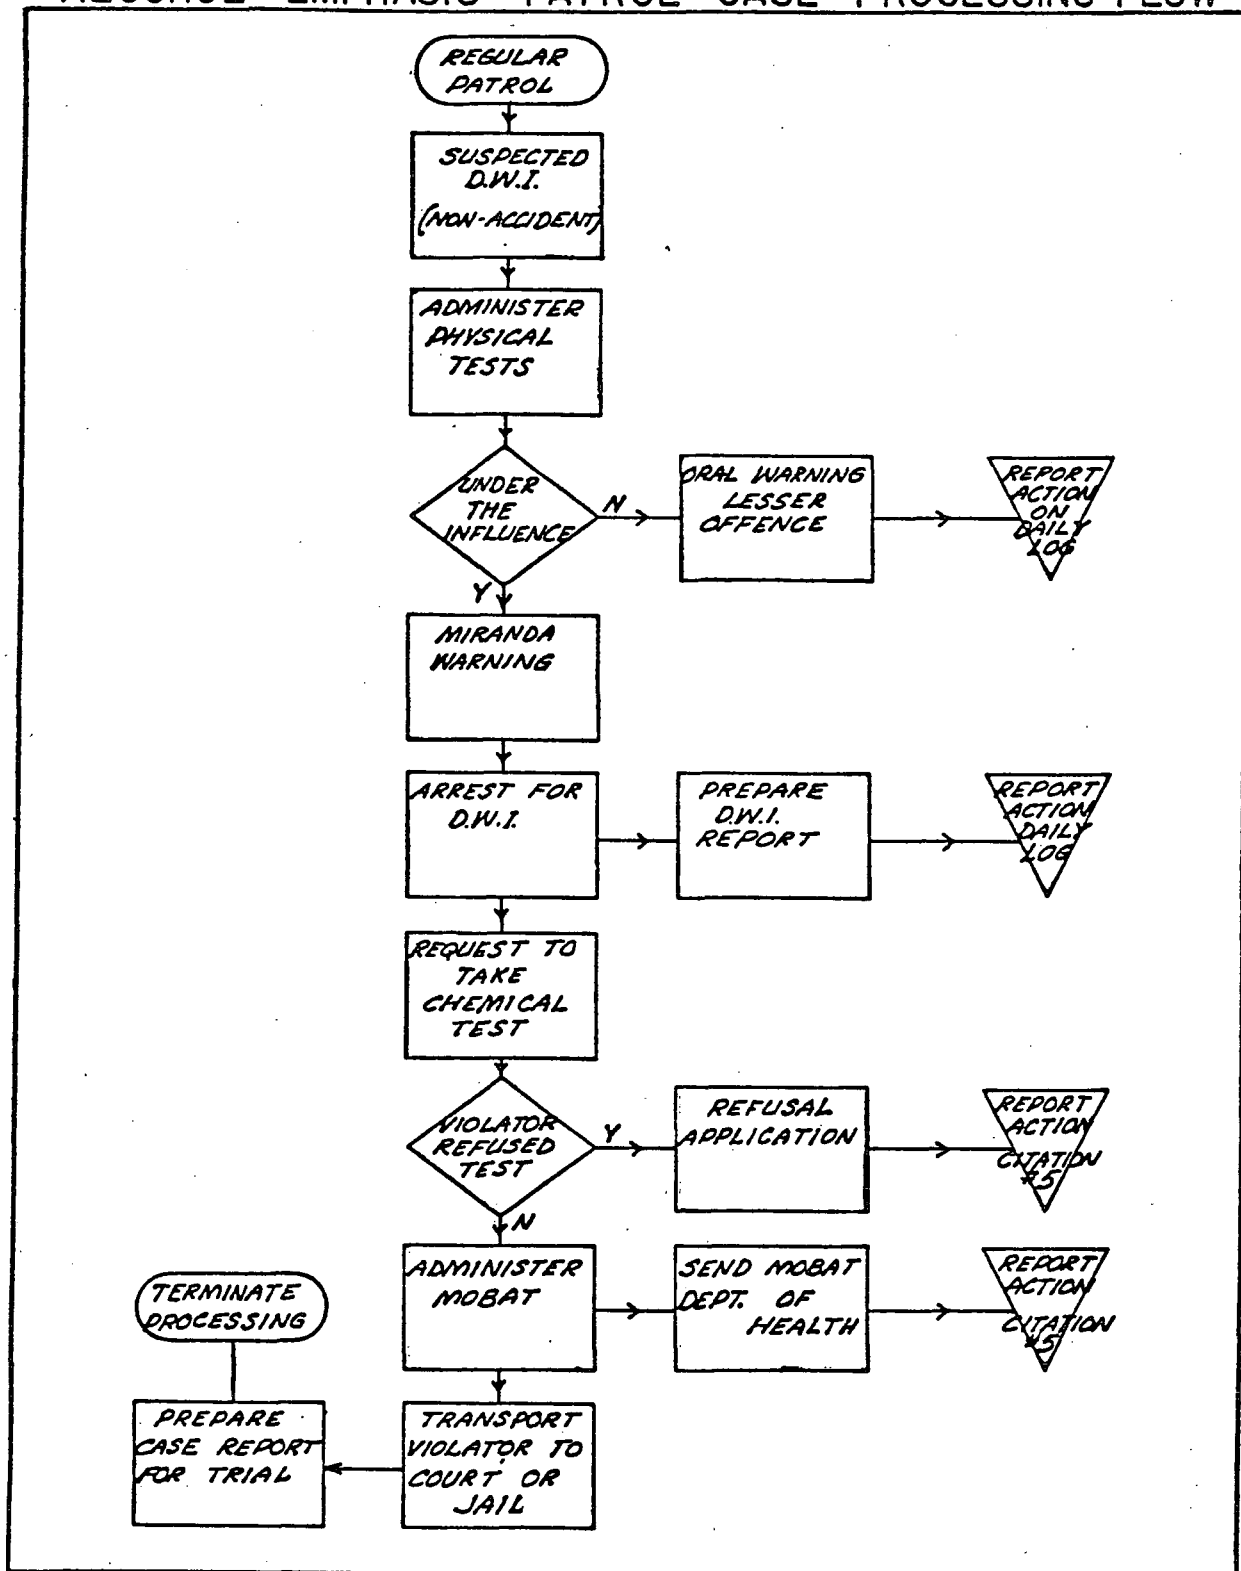 ALCOHOL EMPHASIS PATROL CASE PROCESSING FLOW
REGULAR
PATROL
SUSPECTED
D.W.I.
(NON-ACCIDENT)
ADMINISTER
PHYSICAL
TESTS
UNDER
THE
INFLUENCE
N
ORAL WARNING
LESSER
OFFENCE
REPORT
ACTION
ON
DAILY
LOG
Y
MIRANDA
WARNING
ARREST FOR
D.W.I.
PREPARE
D.W.I.
REPORT
REPORT
ACTION
DAILY
LOG
REQUEST TO
TAKE
CHEMICAL
TEST
VIOLATOR
REFUSED
TEST
Y
REFUSAL
APPLICATION
REPORT
ACTION
CITATION
#5
N
ADMINISTER
MOBAT
SEND MOBAT
DEPT. OF
HEALTH
REPORT
ACTION
CITATION
#5
TERMINATE
PROCESSING
PREPARE
CASE REPORT
FOR TRIAL
TRANSPORT
VIOLATOR TO
COURT OR
JAIL